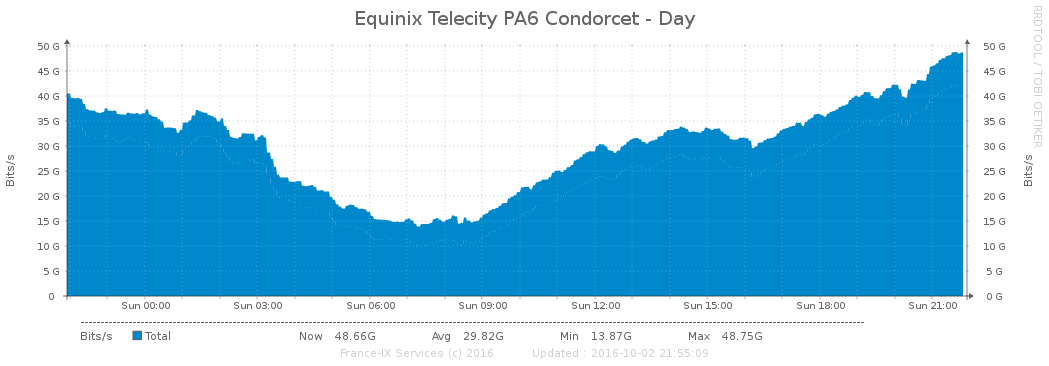 Equinix Telecity PA6 Condorcet - Day
RRDTOOL / TOBI OETIKER
50 G 50 G
45 G 45 G
40 G 40 G
35 G 35 G
30 G 30 G
25 G 25 G
20 G 20 G
15 G 15 G
10 G 10 G
5 G 5 G
0 0 G
Bits/s
Bits/s
Sun 00:00 Sun 03:00 Sun 06:00 Sun 09:00 Sun 12:00 Sun 15:00 Sun 18:00 Sun 21:00
Bits/s Total Now 48.66G Avg 29.82G Min 13.87G Max 48.75G
France-IX Services (c) 2016 Updated : 2016-10-02 21:55:09